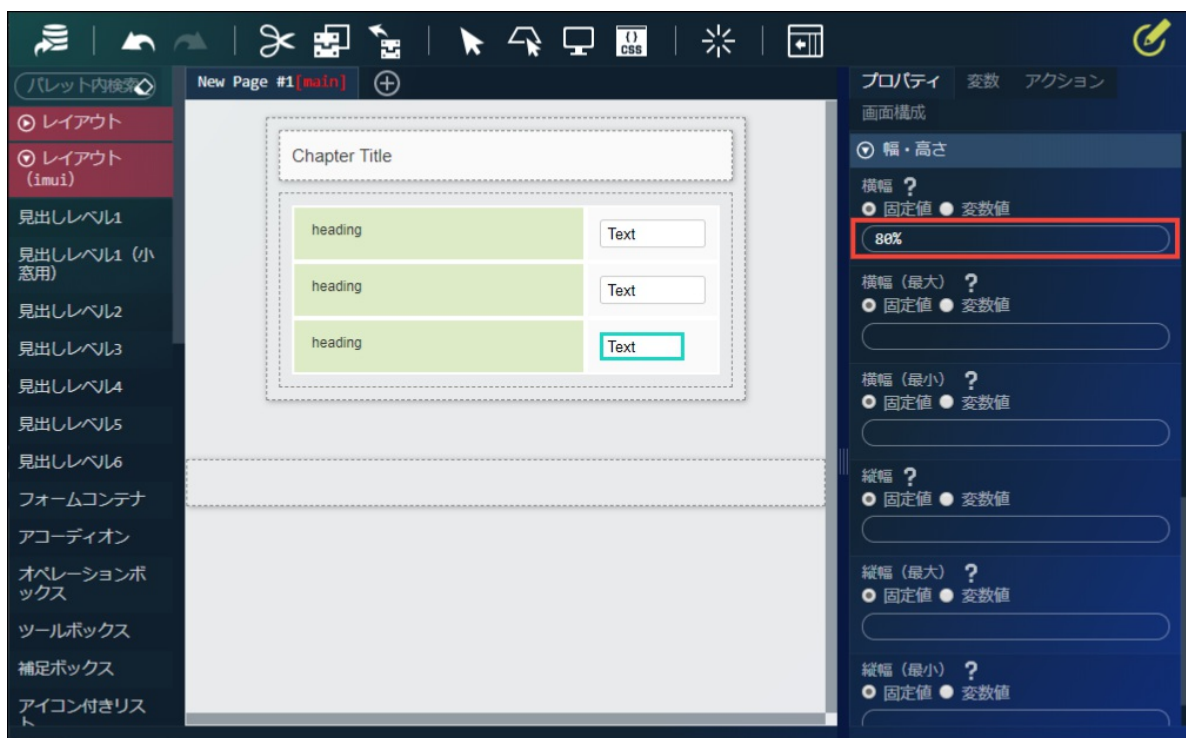 {} CSS
パレット内検索
レイアウト
レイアウト
(imui)
見出しレベル1
見出しレベル1（小
窓用）
見出しレベル2
見出しレベル3
見出しレベル4
見出しレベル5
見出しレベル6
フォームコンテナ
アコーディオン
オペレーションボ
ックス
ツールボックス
補足ボックス
アイコン付きリス
ト
New Page #1[main]
Chapter Title
heading
Text
heading
Text
heading
Text
プロパティ 変数 アクション
画面構成
幅・高さ
横幅 ?
固定値 変数値
80%
横幅（最大） ?
固定値 変数値
横幅（最小） ?
固定値 変数値
縦幅 ?
固定値 変数値
縦幅（最大） ?
固定値 変数値
縦幅（最小） ?
固定値 変数値